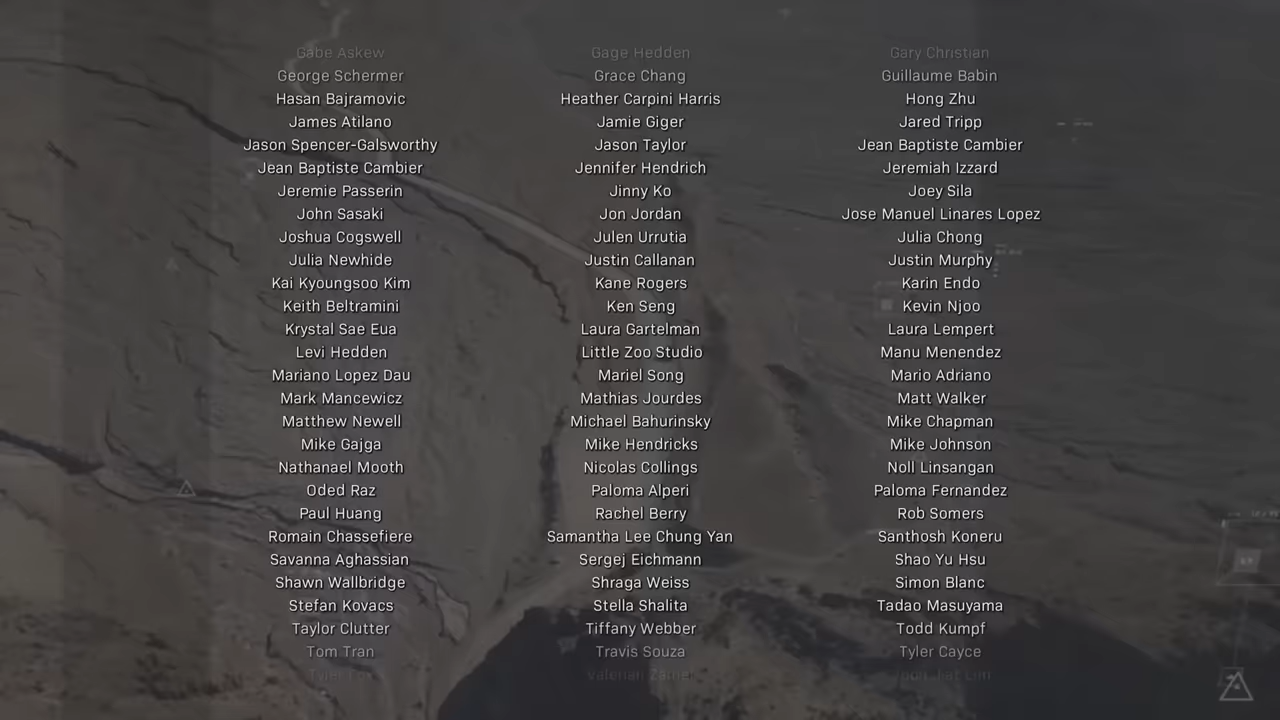 Gabe Askew Gage Hedden Gary Christian
George Schermer Grace Chang Guillaume Babin
Hasan Bajramovic Heather Carpini Harris Hong Zhu
James Atilano Jamie Giger Jared Tripp
Jason Spencer-Galsworthy Jason Taylor Jean Baptiste Cambier
Jean Baptiste Cambier Jennifer Hendrich Jeremiah Izzard
Jeremie Passerin Jinny Ko Joey Sila
John Sasaki Jon Jordan Jose Manuel Linares Lopez
Joshua Cogswell Julen Urrutia Julia Chong
Julia Newhide Justin Callanan Justin Murphy
Kai Kyoungsoo Kim Kane Rogers Karin Endo
Keith Beltramini Ken Seng Kevin Njoo
Krystal Sae Eua Laura Gartelman Laura Lempert
Levi Hedden Little Zoo Studio Manu Menendez
Mariano Lopez Dau Mariel Song Mario Adriano
Mark Mancewicz Mathias Jourdes Matt Walker
Matthew Newell Michael Bahurinsky Mike Chapman
Mike Gajga Mike Hendricks Mike Johnson
Nathanael Mooth Nicolas Collings Noll Linsangan
Oded Raz Paloma Alperi Paloma Fernandez
Paul Huang Rachel Berry Rob Somers
Romain Chassefiere Samantha Lee Chung Yan Santhosh Koneru
Savanna Aghassian Sergej Eichmann Shao Yu Hsu
Shawn Wallbridge Shraga Weiss Simon Blanc
Stefan Kovacs Stella Shalita Tadao Masuyama
Taylor Clutter Tiffany Webber Todd Kumpf
Tom Tran Travis Souza Tyler Cayce
Tyler Valerian Lim